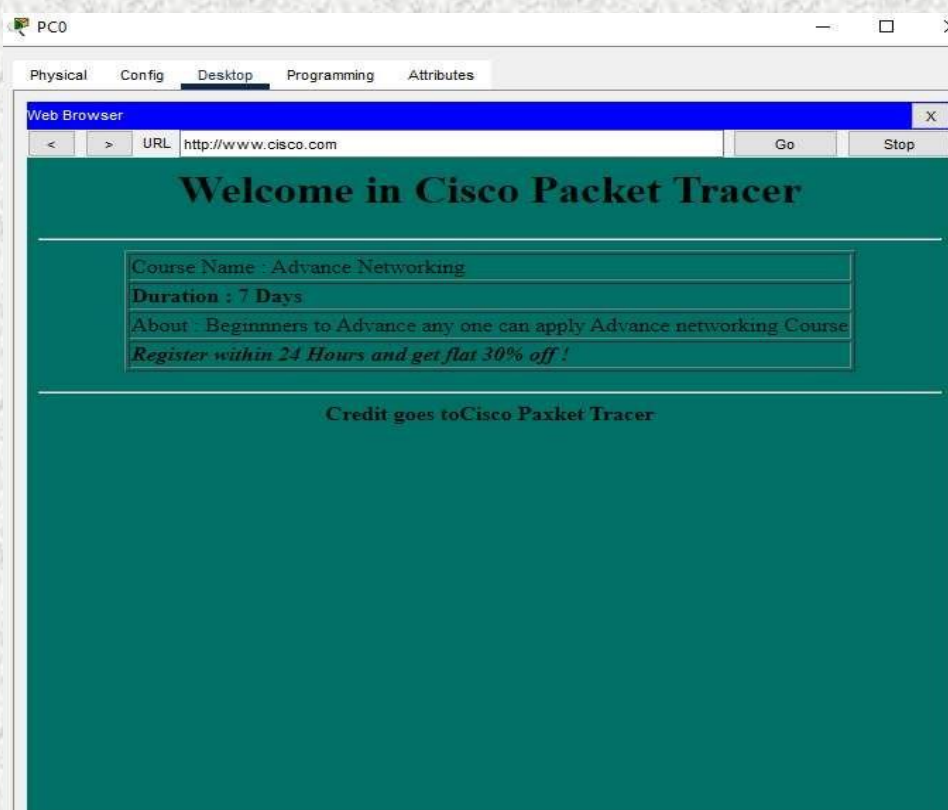 PC0
Physical Config Desktop Programming Attributes
Web Browser X
< > URL http://www.cisco.com Go Stop
Welcome in Cisco Packet Tracer
Course Name : Advance Networking
Duration : 7 Days
About : Beginnners to Advance any one can apply Advance networking Course
Register within 24 Hours and get flat 30% off !
Credit goes toCisco Paxket Tracer